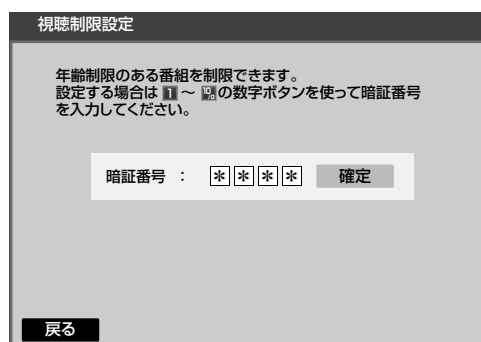 視聴制限設定
年齢制限のある番組を制限できます。
設定する場合は 1 ~ 10 の数字ボタンを使って暗証番号
を入力してください。
暗証番号 : ＊ ＊ ＊ ＊ 確定
戻る